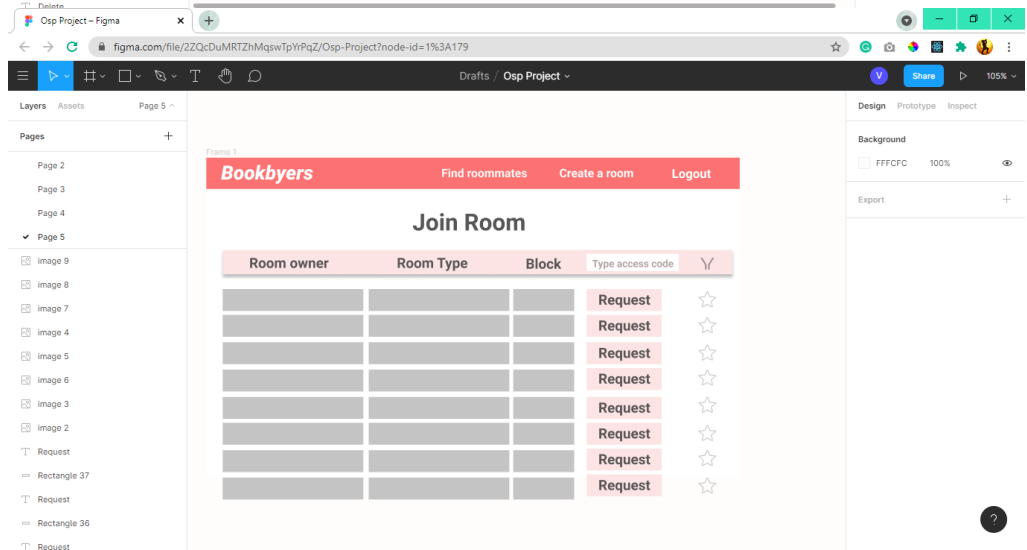 Delete
Osp Project – Figma
figma.com/file/2ZQcDuMRTZhMqswTpYrPqZ/Osp-Project?node-id=1%3A179
Drafts / Osp Project
V
Share
105%
Layers Assets Page 5
Design Prototype Inspect
Pages
Background
Page 2
FFFCFC 100%
Page 3
Page 4
Export
Page 5
image 9
image 8
image 7
image 4
image 5
image 6
image 3
image 2
Request
Rectangle 37
Request
Rectangle 36
Request
Frame 1
Bookbyers Find roommates Create a room Logout
Join Room
Room owner Room Type Block Type access code
Request
Request
Request
Request
Request
Request
Request
Request
?